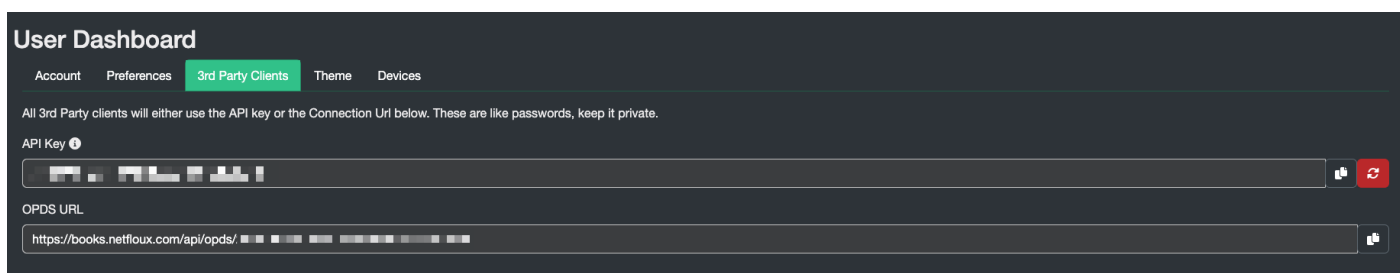 User Dashboard
Account Preferences 3rd Party Clients Theme Devices
All 3rd Party clients will either use the API key or the Connection Url below. These are like passwords, keep it private.
API Key
OPDS URL
https://books.netfloux.com/api/opds/